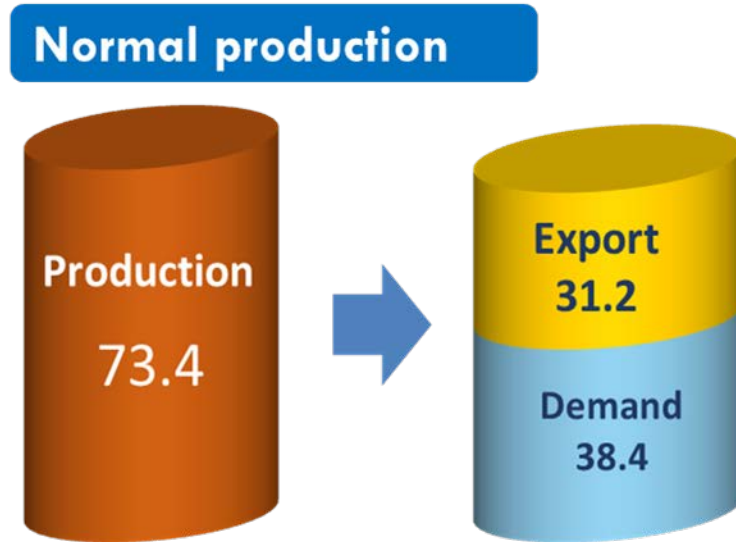 Normal production
Production
73.4
Export
31.2
Demand
38.4